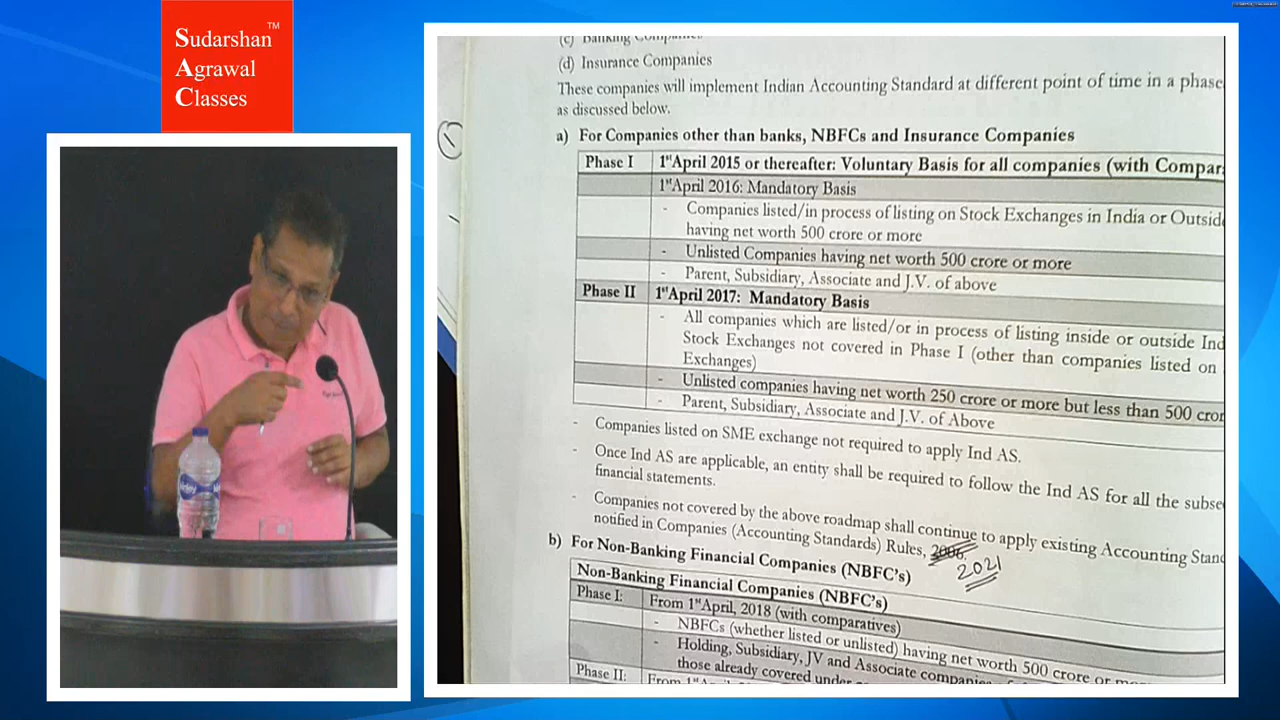 Sudarshan™
Agrawal
Classes
(c) Banking Companies
(d) Insurance Companies
These companies will implement Indian Accounting Standard at different point of time in a phase
as discussed below.
a) For Companies other than banks, NBFCs and Insurance Companies
Phase I 1st April 2015 or thereafter: Voluntary Basis for all companies (with Compar
1st April 2016: Mandatory Basis
- Companies listed/in process of listing on Stock Exchanges in India or Outsid
having net worth 500 crore or more
- Unlisted Companies having net worth 500 crore or more
- Parent, Subsidiary, Associate and J.V. of above
Phase II 1st April 2017: Mandatory Basis
- All companies which are listed/or in process of listing inside or outside Ind
Stock Exchanges not covered in Phase I (other than companies listed on
Exchanges)
- Unlisted companies having net worth 250 crore or more but less than 500 cror
- Parent, Subsidiary, Associate and J.V. of Above
- Companies listed on SME exchange not required to apply Ind AS.
- Once Ind AS are applicable, an entity shall be required to follow the Ind AS for all the subse
financial statements.
- Companies not covered by the above roadmap shall continue to apply existing Accounting Stand
notified in Companies (Accounting Standards) Rules, 2006.
2021
b) For Non-Banking Financial Companies (NBFC's)
Non-Banking Financial Companies (NBFC's)
Phase I: From 1st April, 2018 (with comparatives)
- NBFCs (whether listed or unlisted) having net worth 500 crore or mor
- Holding, Subsidiary, JV and Associate companies
those already covered under
Phase II: From 1st